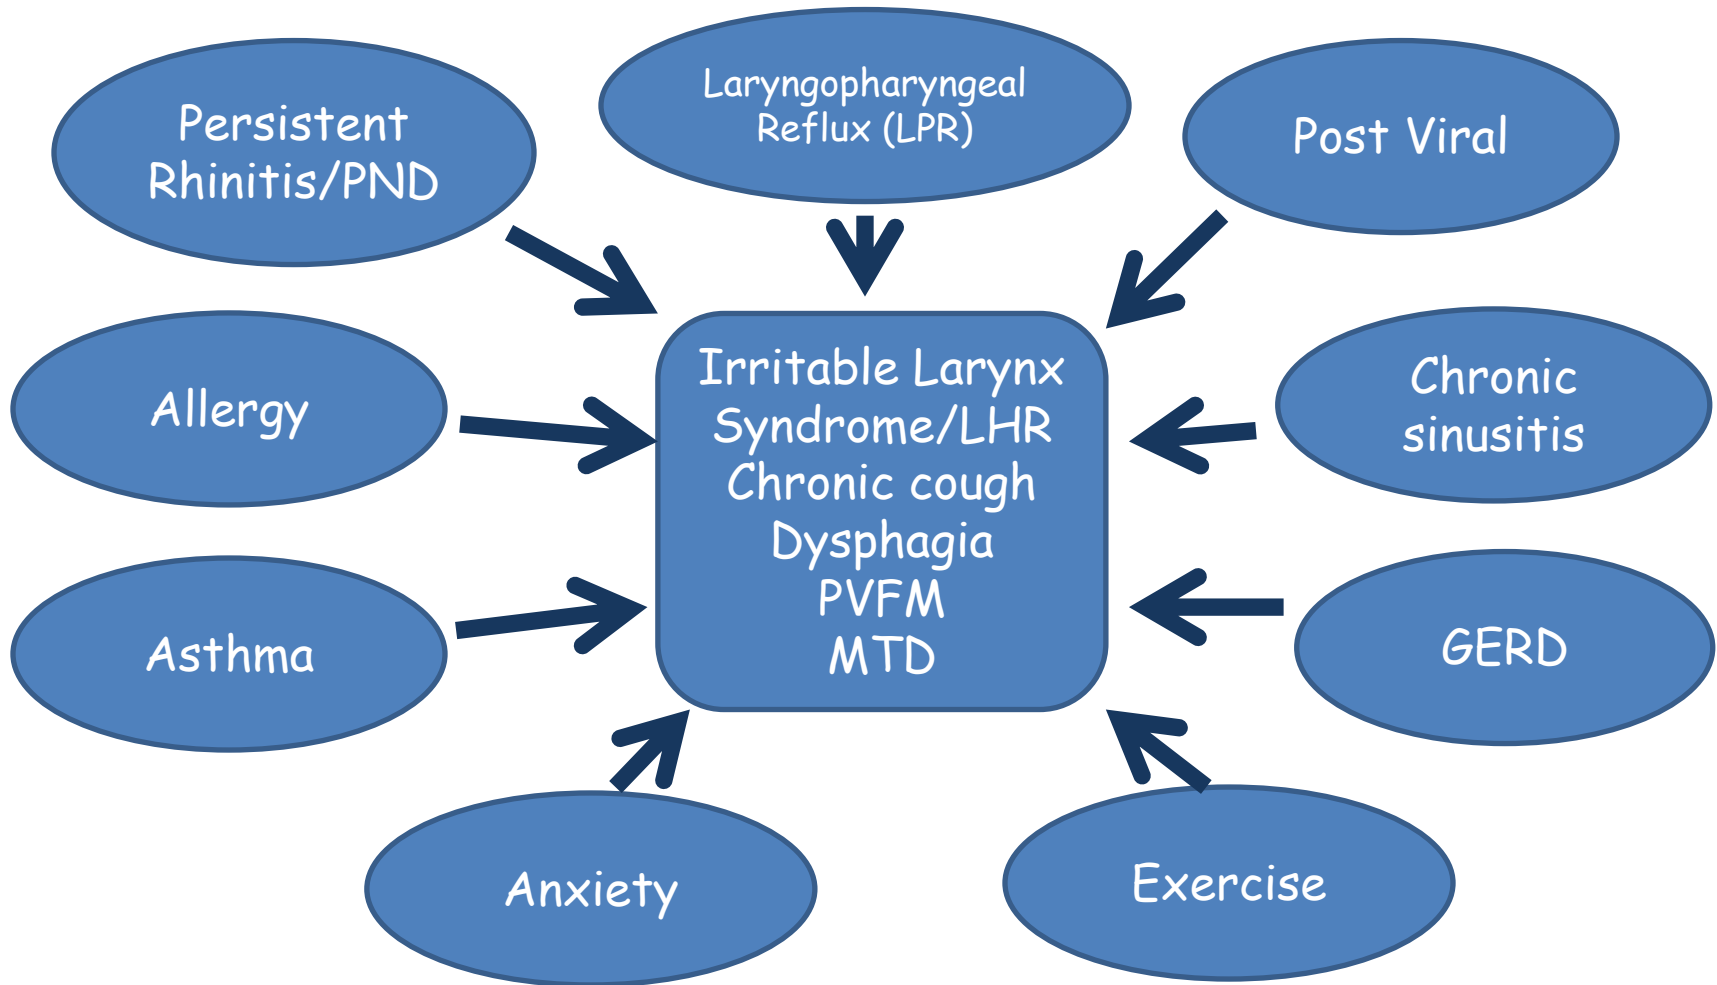 Persistent
Rhinitis/PND
Laryngopharyngeal
Reflux (LPR)
Post Viral
Allergy
Irritable Larynx
Syndrome/LHR
Chronic cough
Dysphagia
PVFM
MTD
Chronic
sinusitis
Asthma
GERD
Anxiety
Exercise